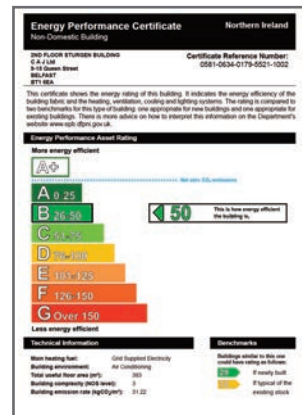 Energy Performance Certificate
Northern Ireland
Non-Domestic Building
2ND FLOOR STURGEN BUILDING
C A J Ltd
9-15 Queen Street
BELFAST
BT1 6EA
Certificate Reference Number:
0581-0634-0179-5521-1002
This certificate shows the energy rating of this building. It indicates the energy efficiency of
the building fabric and the heating, ventilation, cooling and lighting systems. The rating is compared to
two benchmarks for this type of building: one appropriate for new buildings and one appropriate for
existing buildings. There is more advice on how to interpret this information on the Department's
website www.epb.dfpni.gov.uk.
Energy Performance Asset Rating
More energy efficient
A+
Net zero CO2 emissions
A 0-25
B 26-50
50
This is how energy efficient
the building is.
C 51-75
D 76-100
E 101-125
F 126-150
G Over 150
Less energy efficient
Technical Information
Main heating fuel: Grid Supplied Electricity
Building environment: Air Conditioning
Total useful floor area (m²): 
Building complexity (NOS level): 3
Building emission rate (kgCO2/m²): 31.22
Benchmarks
Buildings similar to this one
could have rating as follows:
If newly built
If typical of the
existing stock